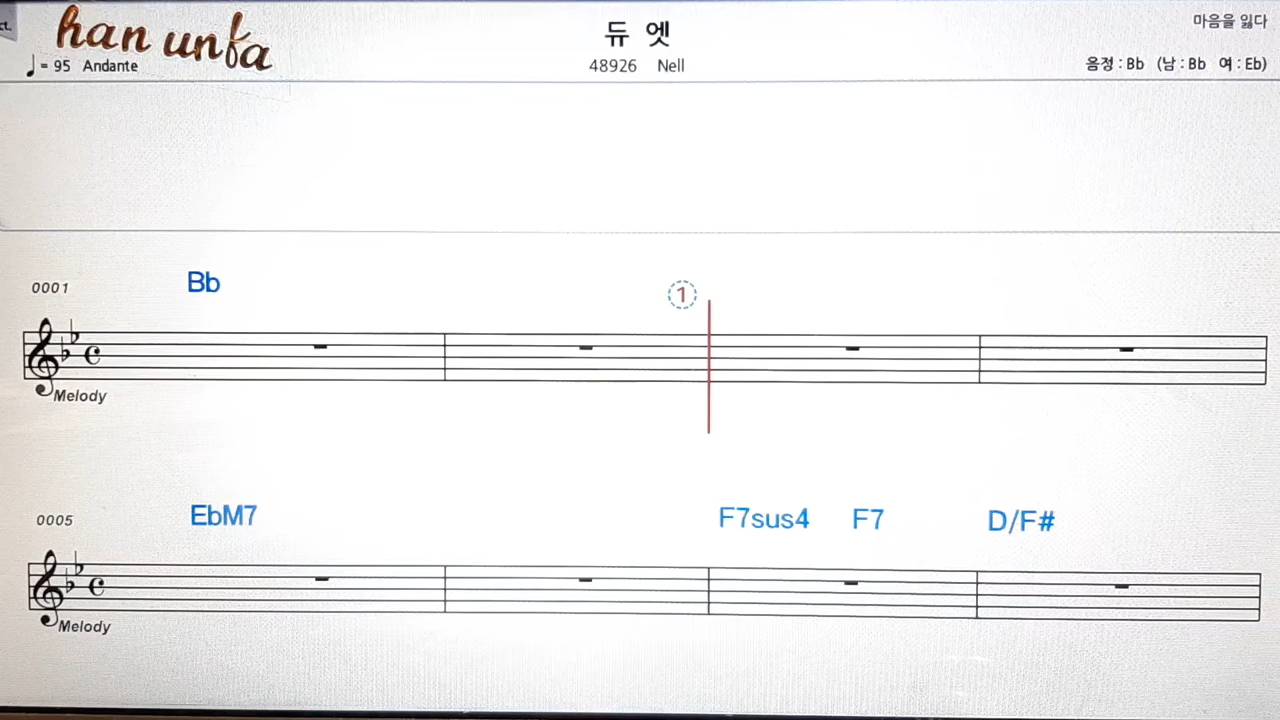 ct.
han unfa
듀 엣
마음을 잃다
♩ = 95 Andante
48926 Nell
음정 : Bb (남 : Bb 여 : Eb)
0001
Bb
1
Melody
0005
EbM7
F7sus4 F7
D/F#
Melody